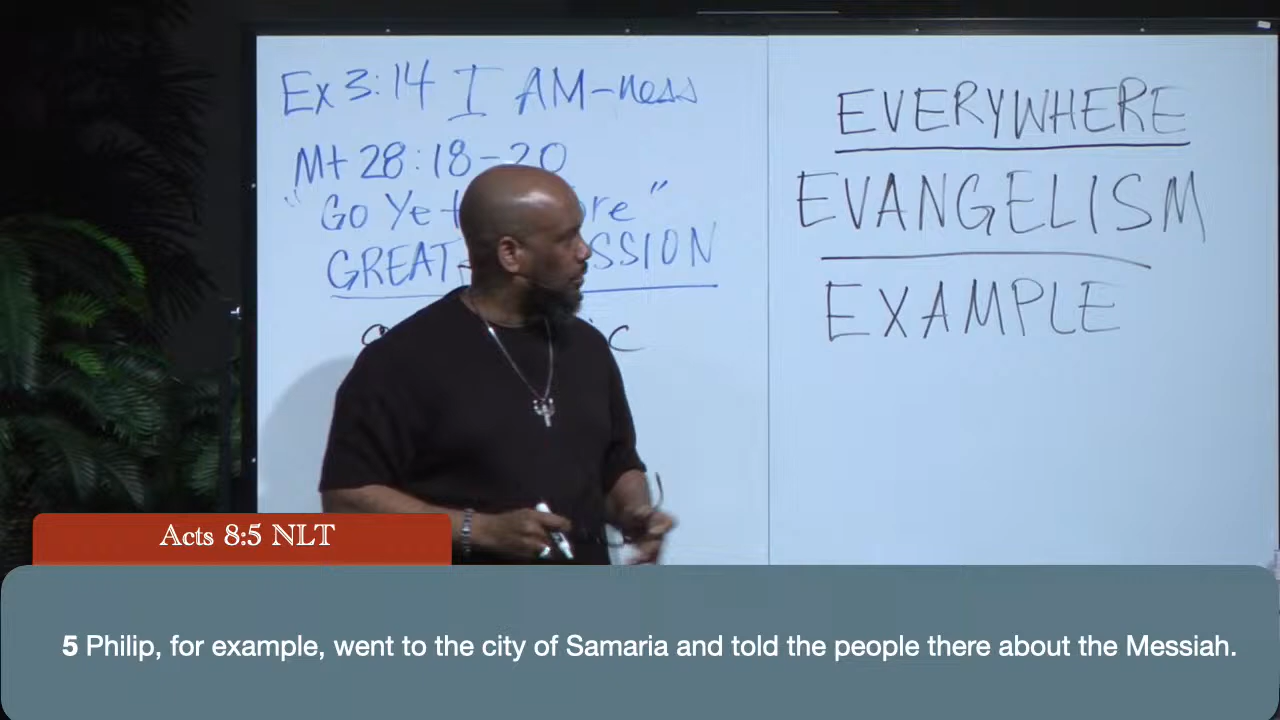 Ex 3:14 I AM-ness
Mt 28:18-20
"Go Ye
GREAT
SSION
EVERYWHERE
EVANGELISM
EXAMPLE
Acts 8:5 NLT
5 Philip, for example, went to the city of Samaria and told the people there about the Messiah.